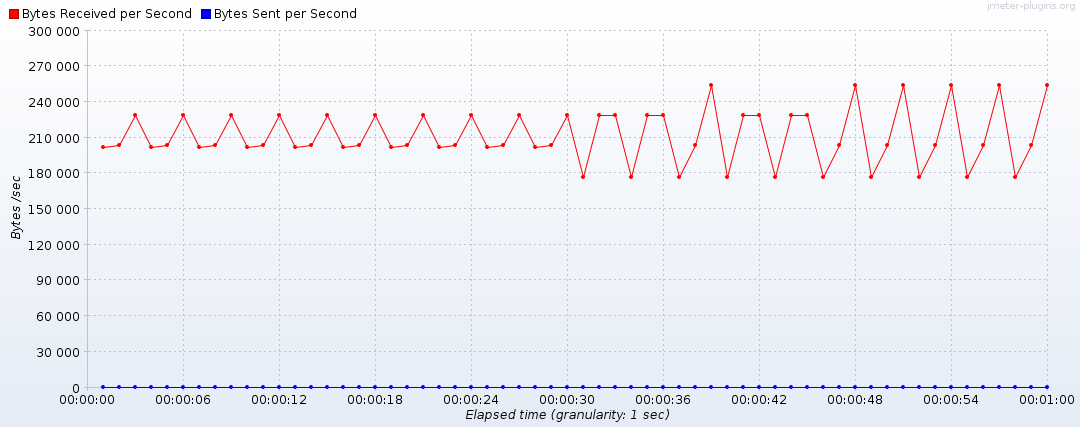 jmeter-plugins.org
Bytes Received per Second Bytes Sent per Second
300 000
270 000
240 000
210 000
180 000
150 000
120 000
90 000
60 000
30 000
0
Bytes /sec
00:00:00 00:00:06 00:00:12 00:00:18 00:00:24 00:00:30 00:00:36 00:00:42 00:00:48 00:00:54 00:01:00
Elapsed time (granularity: 1 sec)